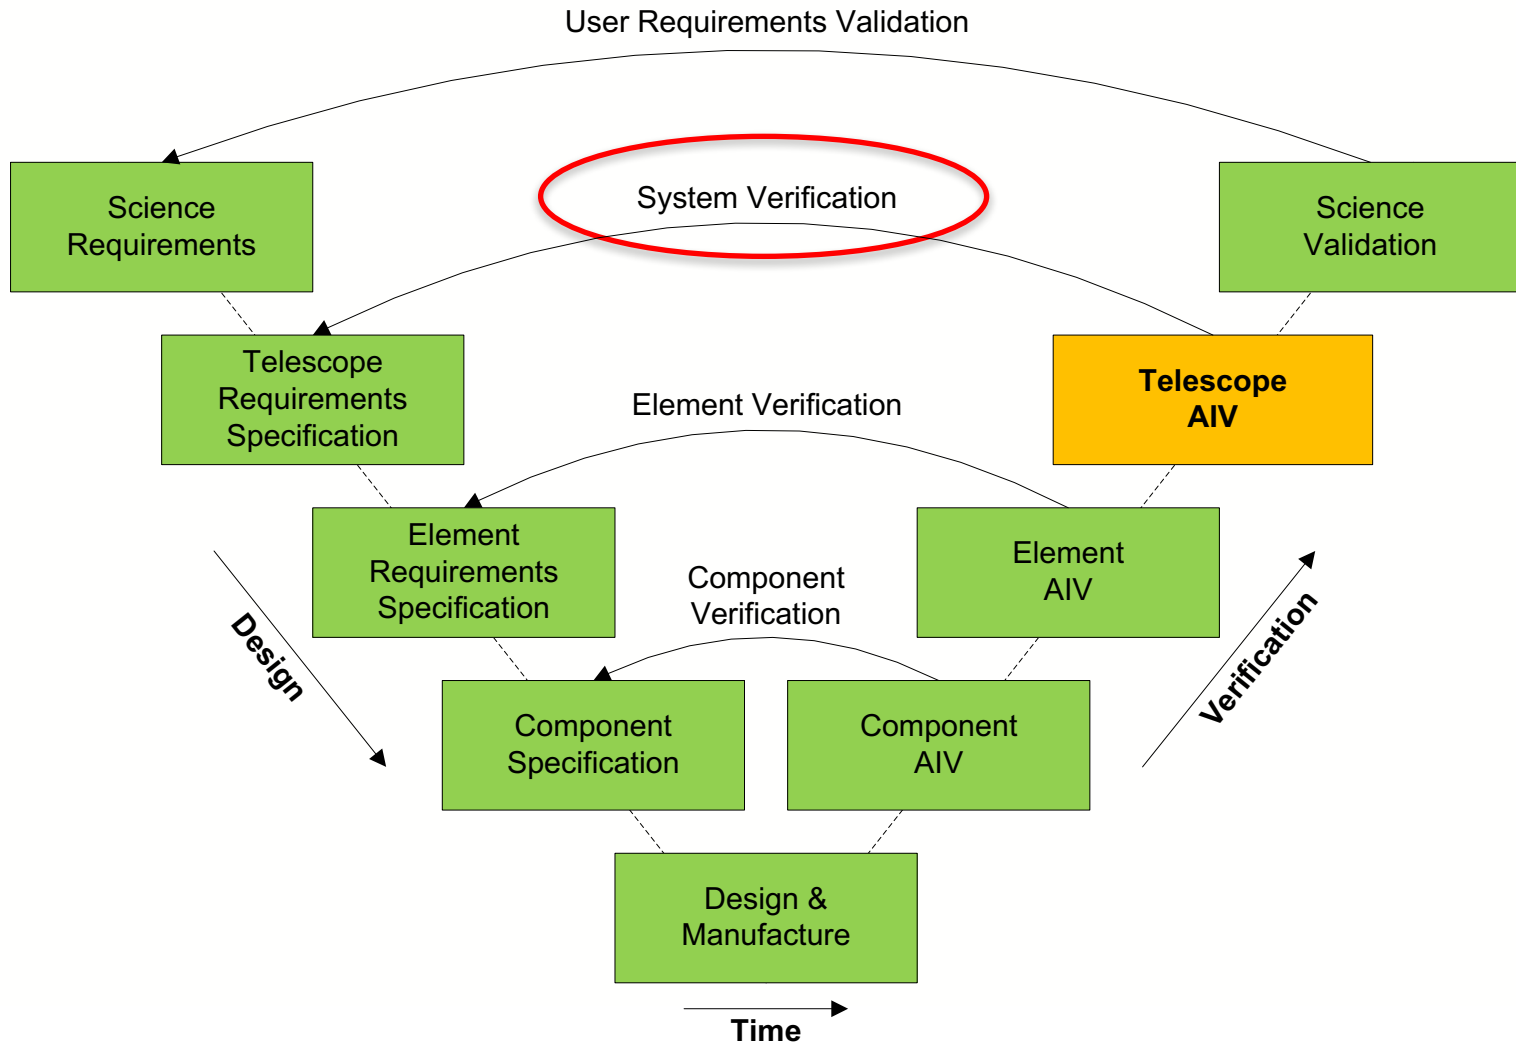 User Requirements Validation
Science
Requirements
System Verification
Science
Validation
Telescope
Requirements
Specification
Telescope
AIV
Element Verification
Element
Requirements
Specification
Element
AIV
Component
Verification
Design
Verification
Component
Specification
Component
AIV
Design &
Manufacture
Time